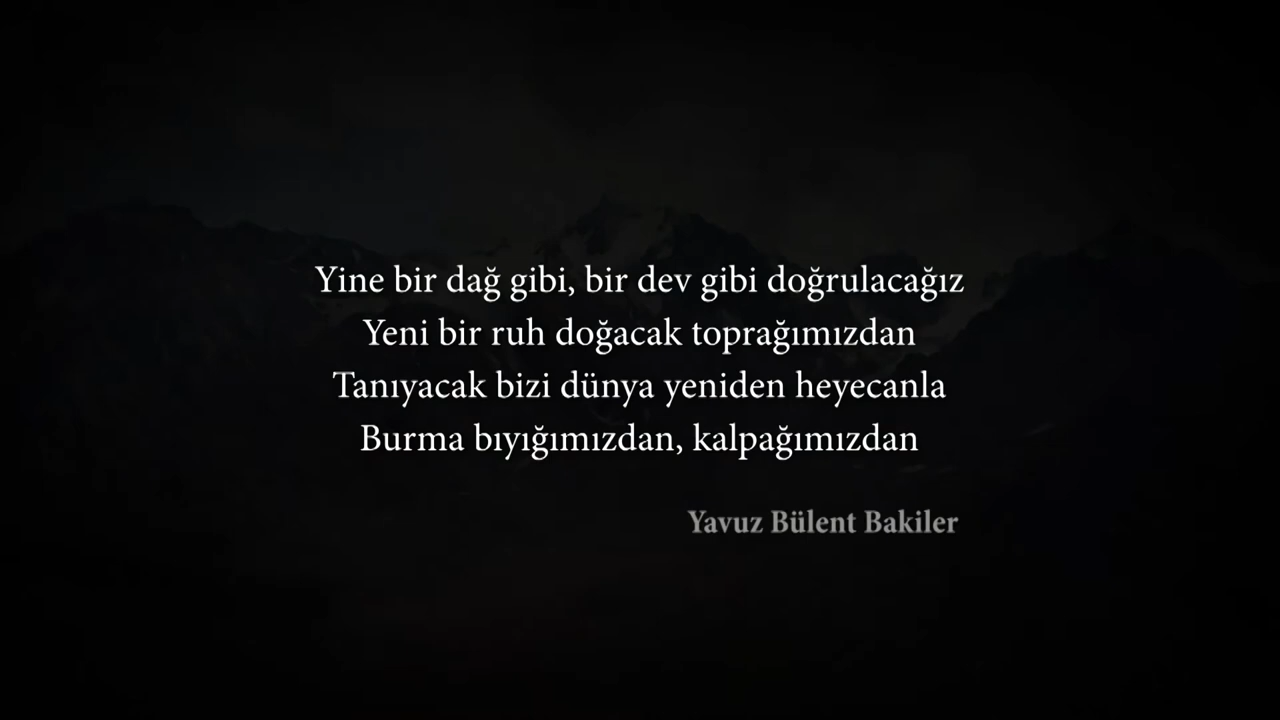 Yine bir dağ gibi, bir dev gibi doğrulacağız
Yeni bir ruh doğacak toprağımızdan
Tanıyacak bizi dünya yeniden heyecanla
Burma bıyığımızdan, kalpağımızdan
Yavuz Bülent Bakiler